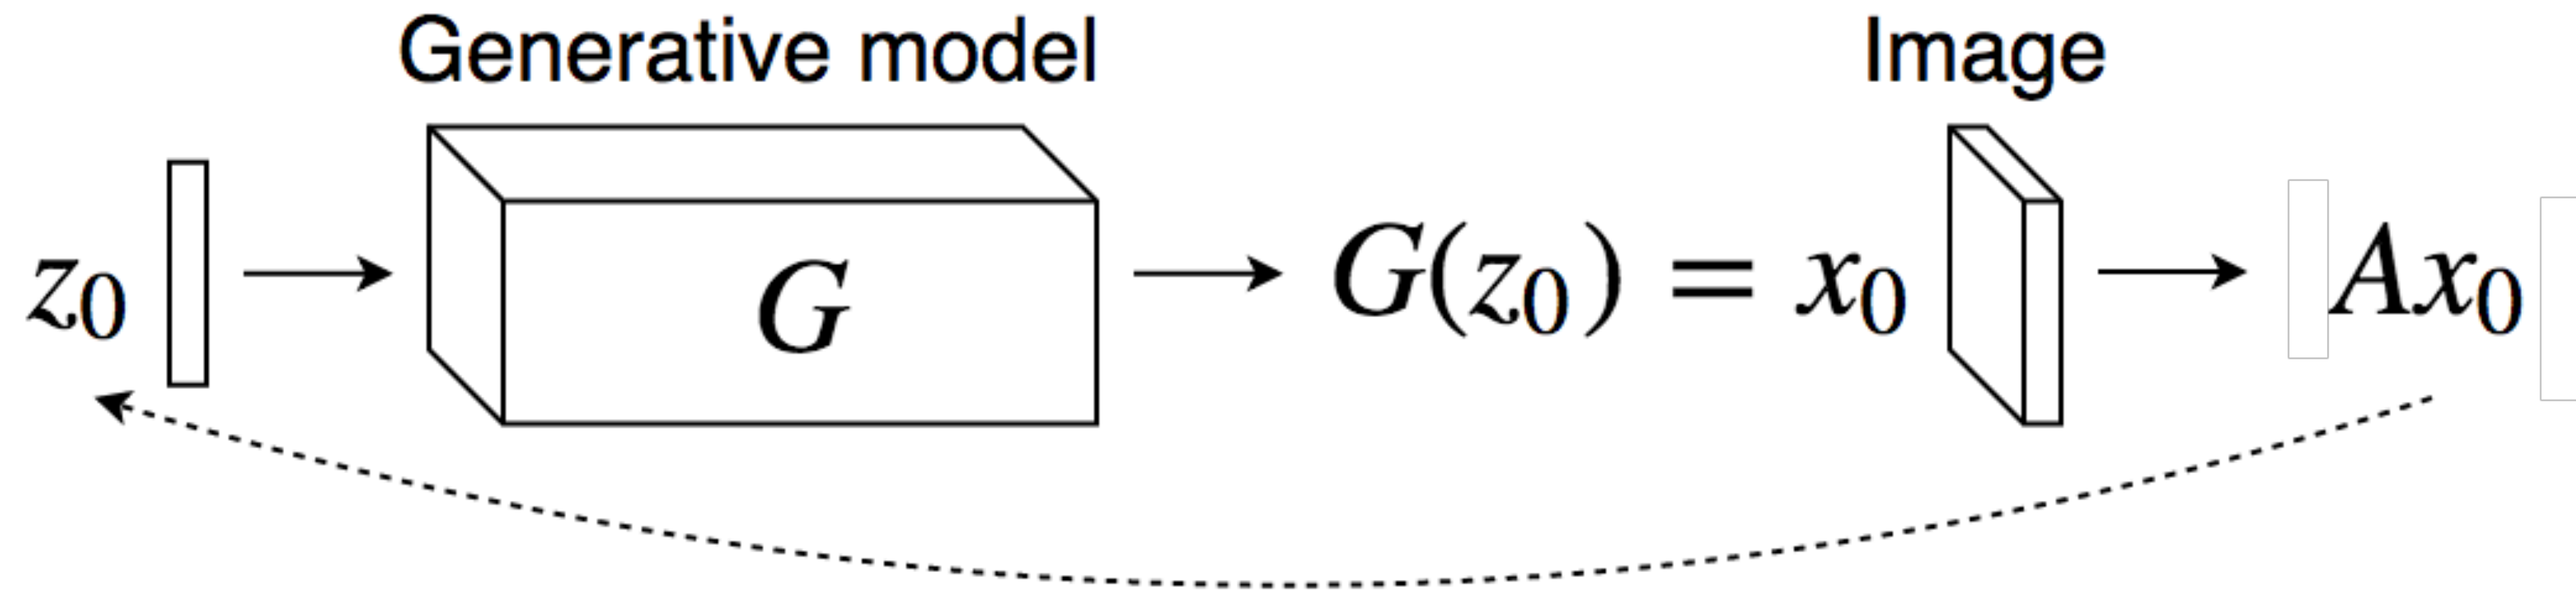 Generative model
Image
z₀
G
G(z₀) = x₀
Ax₀